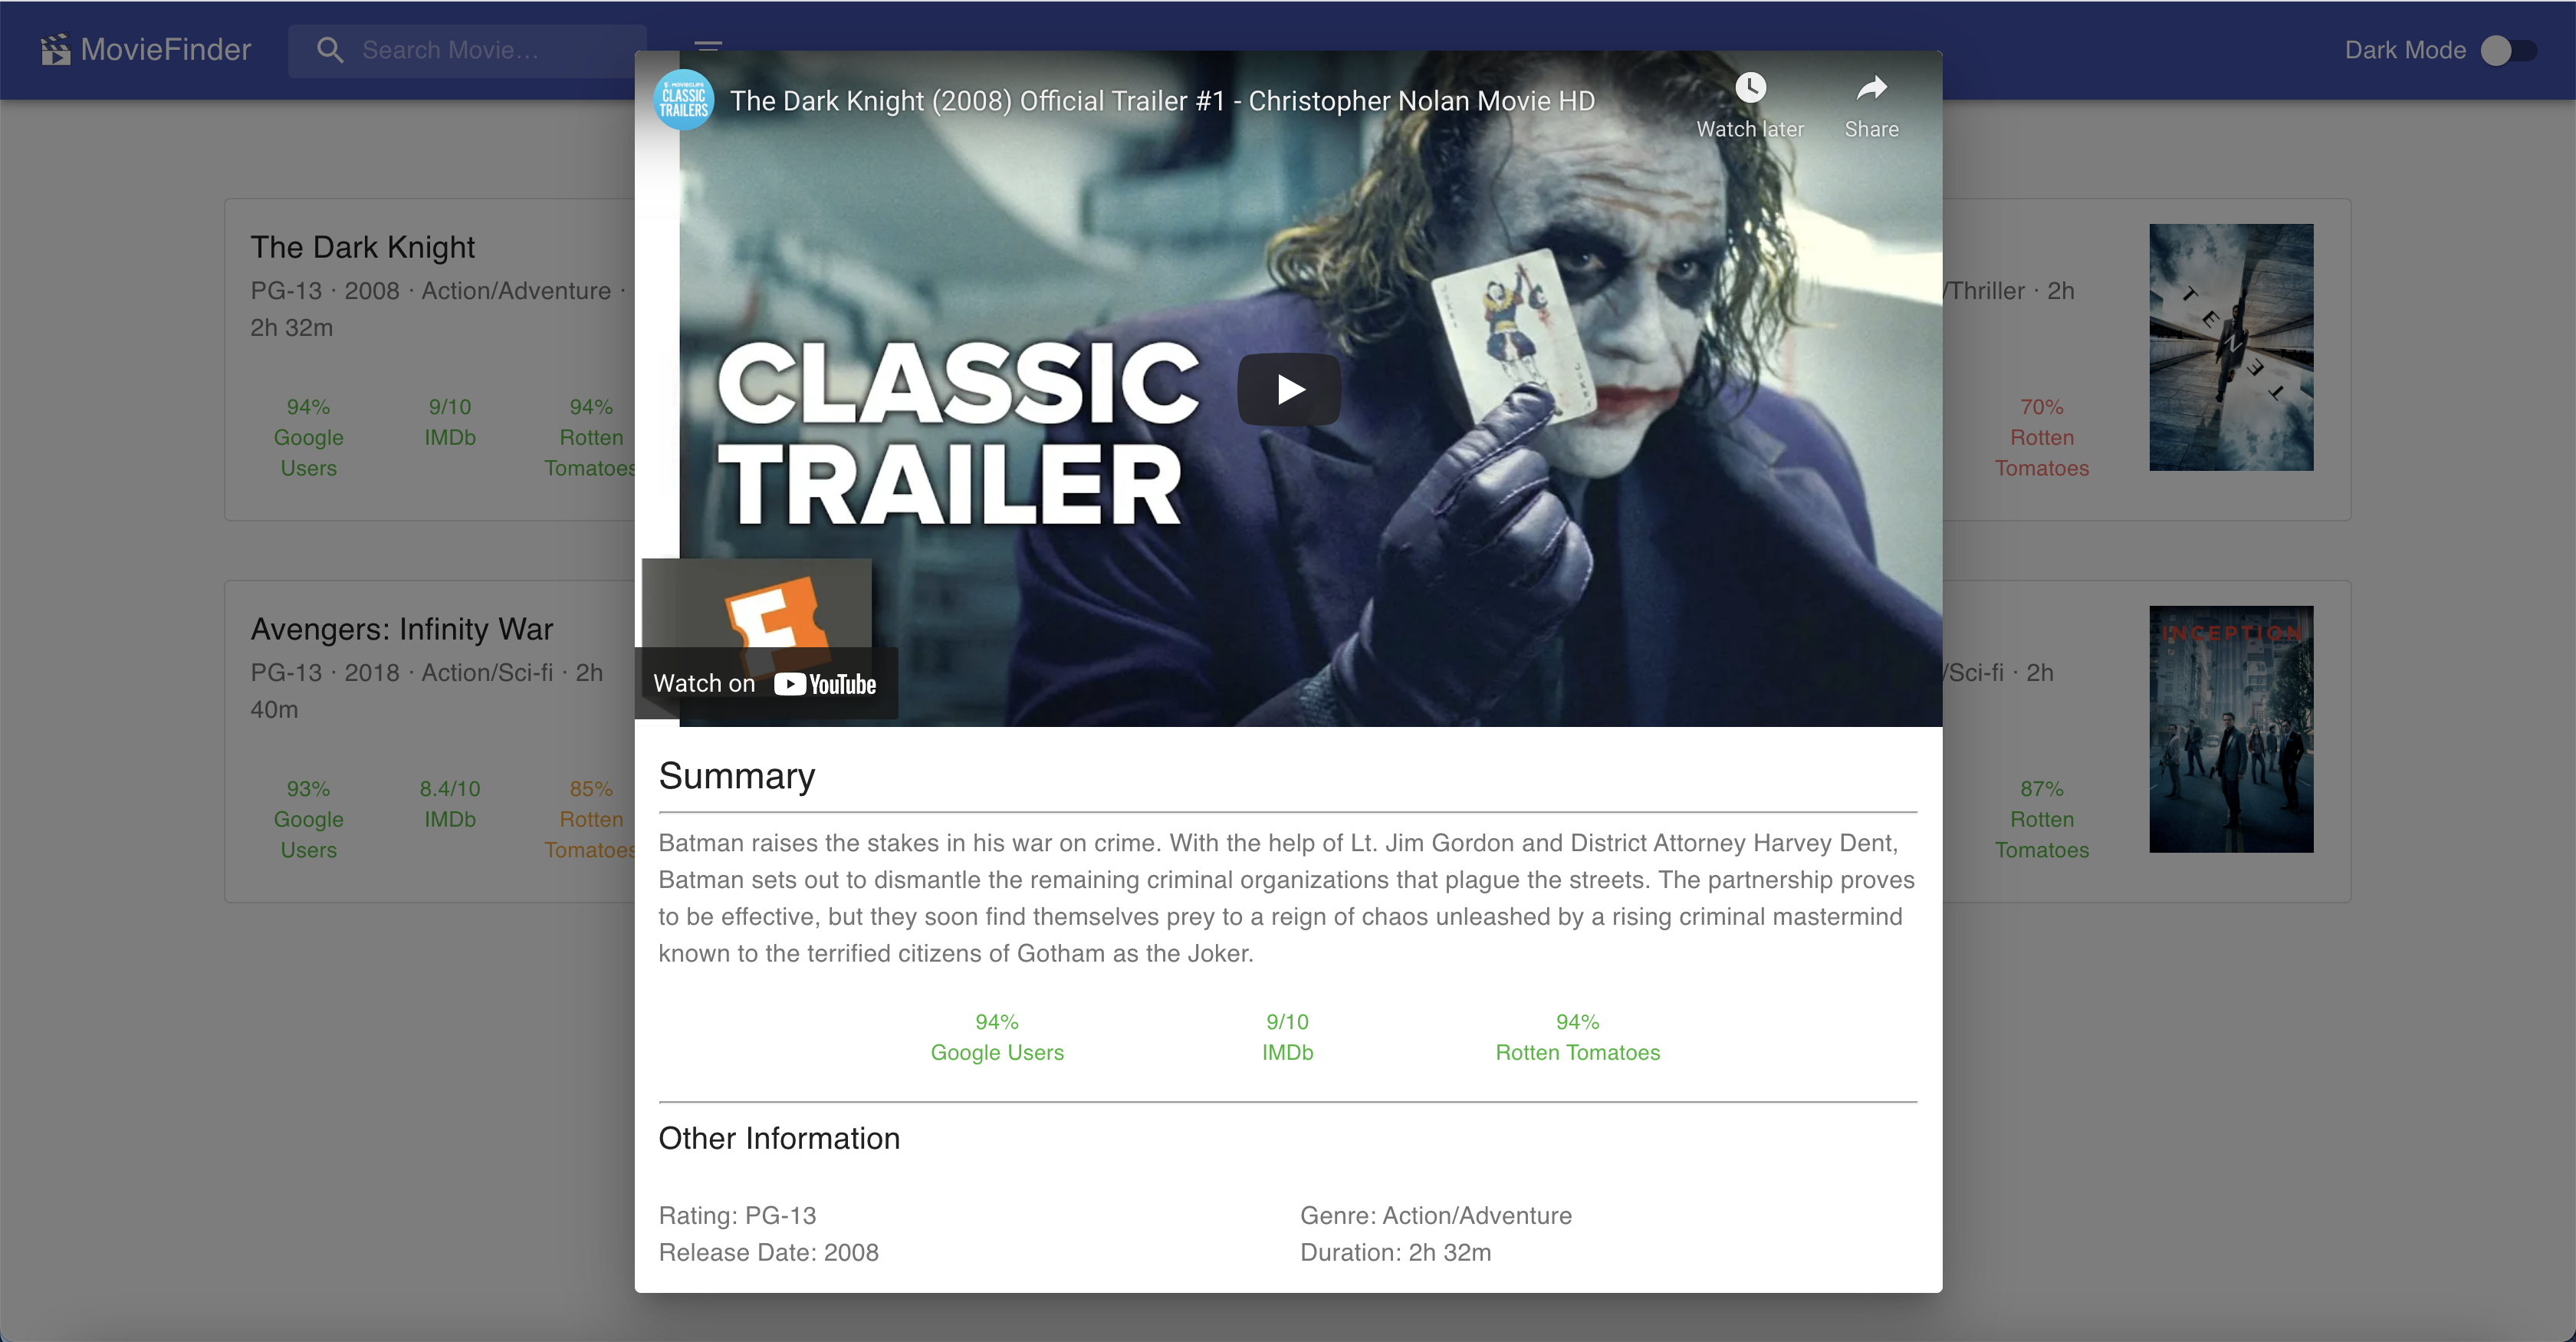 MovieFinder
Search Movie...
Dark Mode
MOVIECLIPS
CLASSIC
TRAILERS
The Dark Knight (2008) Official Trailer #1 - Christopher Nolan Movie HD
Watch later
Share
JOKER
JOKER
CLASSIC
TRAILER
Watch on YouTube
The Dark Knight
PG-13 · 2008 · Action/Adventure ·
2h 32m
94%
Google
Users
9/10
IMDb
94%
Rotten
Tomatoes
/Thriller · 2h
70%
Rotten
Tomatoes
TENET
Avengers: Infinity War
PG-13 · 2018 · Action/Sci-fi · 2h
40m
93%
Google
Users
8.4/10
IMDb
85%
Rotten
Tomatoes
/Sci-fi · 2h
87%
Rotten
Tomatoes
INCEPTION
Summary
Batman raises the stakes in his war on crime. With the help of Lt. Jim Gordon and District Attorney Harvey Dent,
Batman sets out to dismantle the remaining criminal organizations that plague the streets. The partnership proves
to be effective, but they soon find themselves prey to a reign of chaos unleashed by a rising criminal mastermind
known to the terrified citizens of Gotham as the Joker.
94%
Google Users
9/10
IMDb
94%
Rotten Tomatoes
Other Information
Rating: PG-13
Genre: Action/Adventure
Release Date: 2008
Duration: 2h 32m